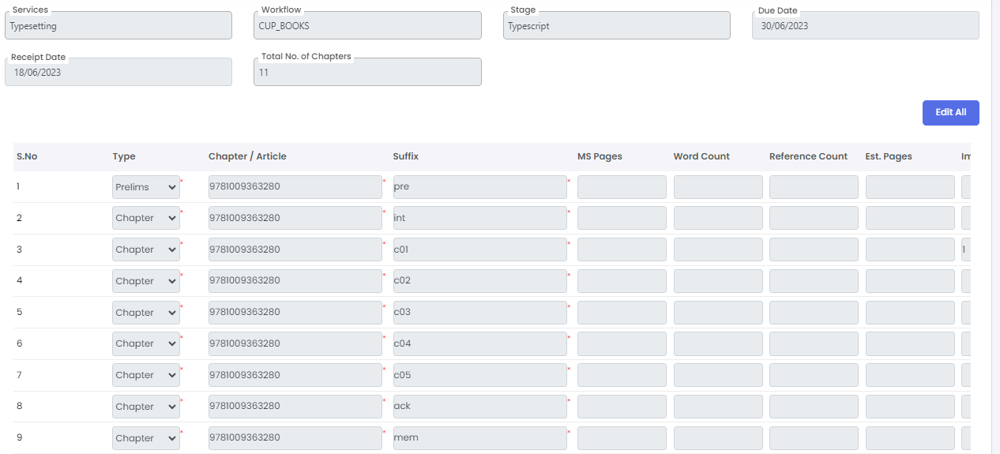 Services Workflow Stage Due Date
Typesetting CUP_BOOKS Typescript 30/06/2023
Receipt Date Total No. of Chapters
18/06/2023 11
Edit All
S.No Type Chapter / Article Suffix MS Pages Word Count Reference Count Est. Pages Im
1 Prelims * 9781009363280 * pre *
2 Chapter * 9781009363280 * int *
3 Chapter * 9781009363280 * c01 * 1
4 Chapter * 9781009363280 * c02 *
5 Chapter * 9781009363280 * c03 *
6 Chapter * 9781009363280 * c04 *
7 Chapter * 9781009363280 * c05 *
8 Chapter * 9781009363280 * ack *
9 Chapter * 9781009363280 * mem *